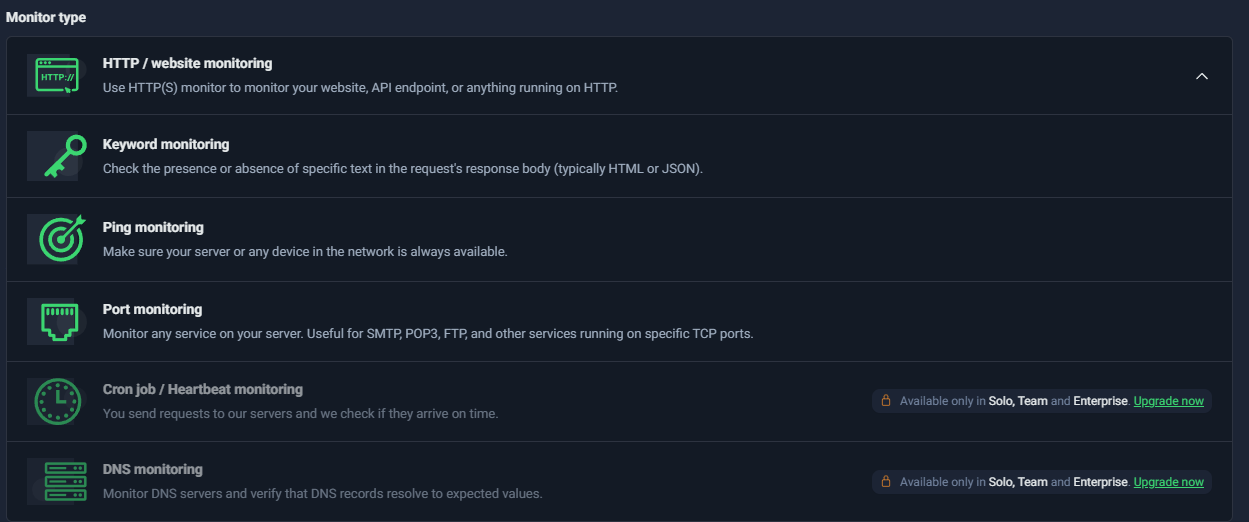 Monitor type
HTTP://
HTTP / website monitoring
Use HTTP(S) monitor to monitor your website, API endpoint, or anything running on HTTP.
Keyword monitoring
Check the presence or absence of specific text in the request's response body (typically HTML or JSON).
Ping monitoring
Make sure your server or any device in the network is always available.
Port monitoring
Monitor any service on your server. Useful for SMTP, POP3, FTP, and other services running on specific TCP ports.
Cron job / Heartbeat monitoring
You send requests to our servers and we check if they arrive on time.
Available only in Solo, Team and Enterprise. Upgrade now
DNS monitoring
Monitor DNS servers and verify that DNS records resolve to expected values.
Available only in Solo, Team and Enterprise. Upgrade now